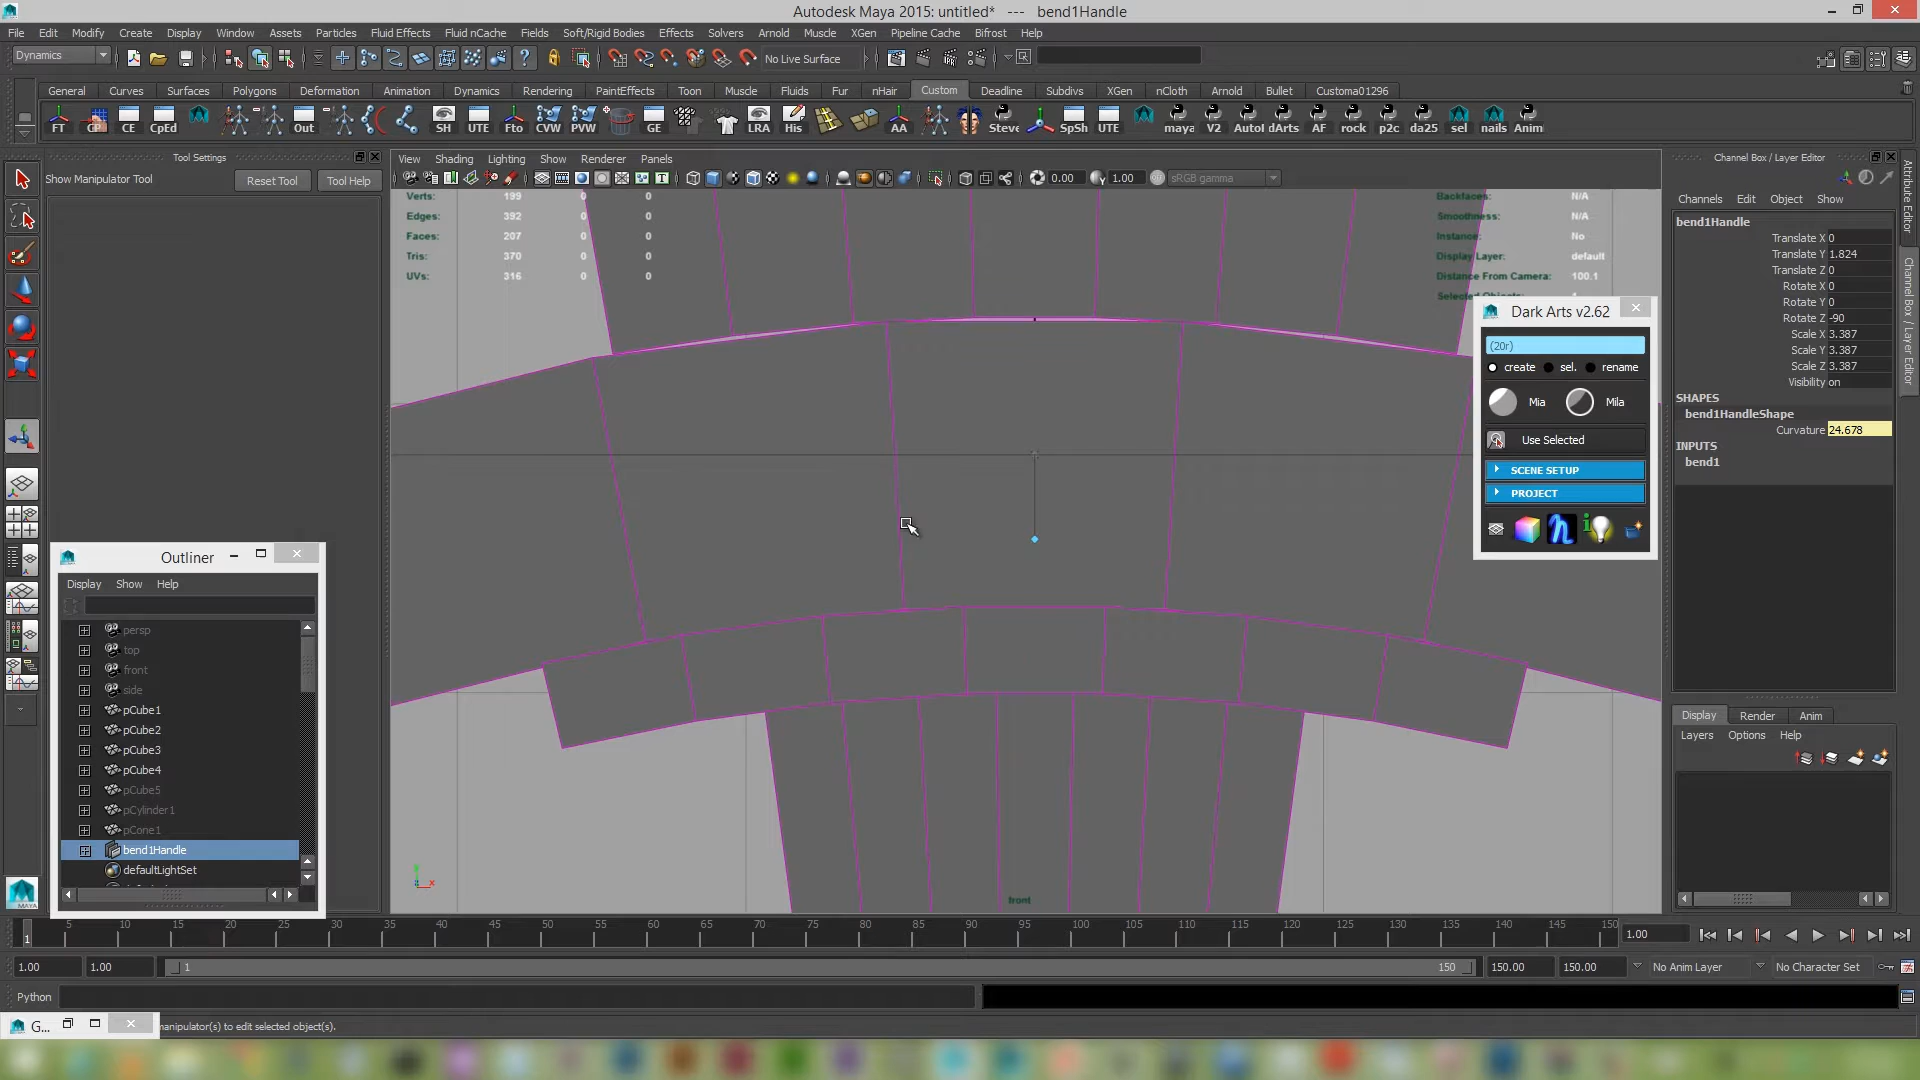 Autodesk Maya 2015: untitled* --- bend1Handle
File Edit Modify Create Display Window Assets Particles Fluid Effects Fluid nCache Fields Soft/Rigid Bodies Effects Solvers Arnold Muscle XGen Pipeline Cache Bifrost Help
Dynamics
No Live Surface
General Curves Surfaces Polygons Deformation Animation Dynamics Rendering PaintEffects Toon Muscle Fluids Fur nHair Custom Deadline Subdivs XGen nCloth Arnold Bullet Customa01296
FT CP CE CpEd Out SH UTE Fto CVW PVW GE LRA His AA Steve SpSh UTE maya V2 Autol dArts AF rock p2c da25 sel nails Anim
Tool Settings
Show Manipulator Tool Reset Tool Tool Help
View Shading Lighting Show Renderer Panels
0.00 1.00 sRGB gamma
Verts: 199 0 0
Edges: 392 0 0
Faces: 207 0 0
Tris: 370 0 0
UVs: 316 0 0
Backfaces: N/A
Smoothness: N/A
Instance: No
Display Layer: default
Distance From Camera: 100.1
Dark Arts v2.62
(20r)
create sel. rename
Mia Mila
Use Selected
SCENE SETUP
PROJECT
front
Outliner
Display Show Help
persp
top
front
side
pCube1
pCube2
pCube3
pCube4
pCube5
pCylinder1
pCone1
bend1Handle
defaultLightSet
Channel Box / Layer Editor
Channels Edit Object Show
bend1Handle
Translate X 0
Translate Y 1.824
Translate Z 0
Rotate X 0
Rotate Y 0
Rotate Z -90
Scale X 3.387
Scale Y 3.387
Scale Z 3.387
Visibility on
SHAPES
bend1HandleShape
Curvature 24.678
INPUTS
bend1
Attribute Editor
Channel Box / Layer Editor
Display Render Anim
Layers Options Help
1 5 10 15 20 25 30 35 40 45 50 55 60 65 70 75 80 85 90 95 100 105 110 115 120 125 130 135 140 145 150
1.00
1.00 1.00 1 150 150.00 150.00 No Anim Layer No Character Set
Python
G... manipulator(s) to edit selected object(s).